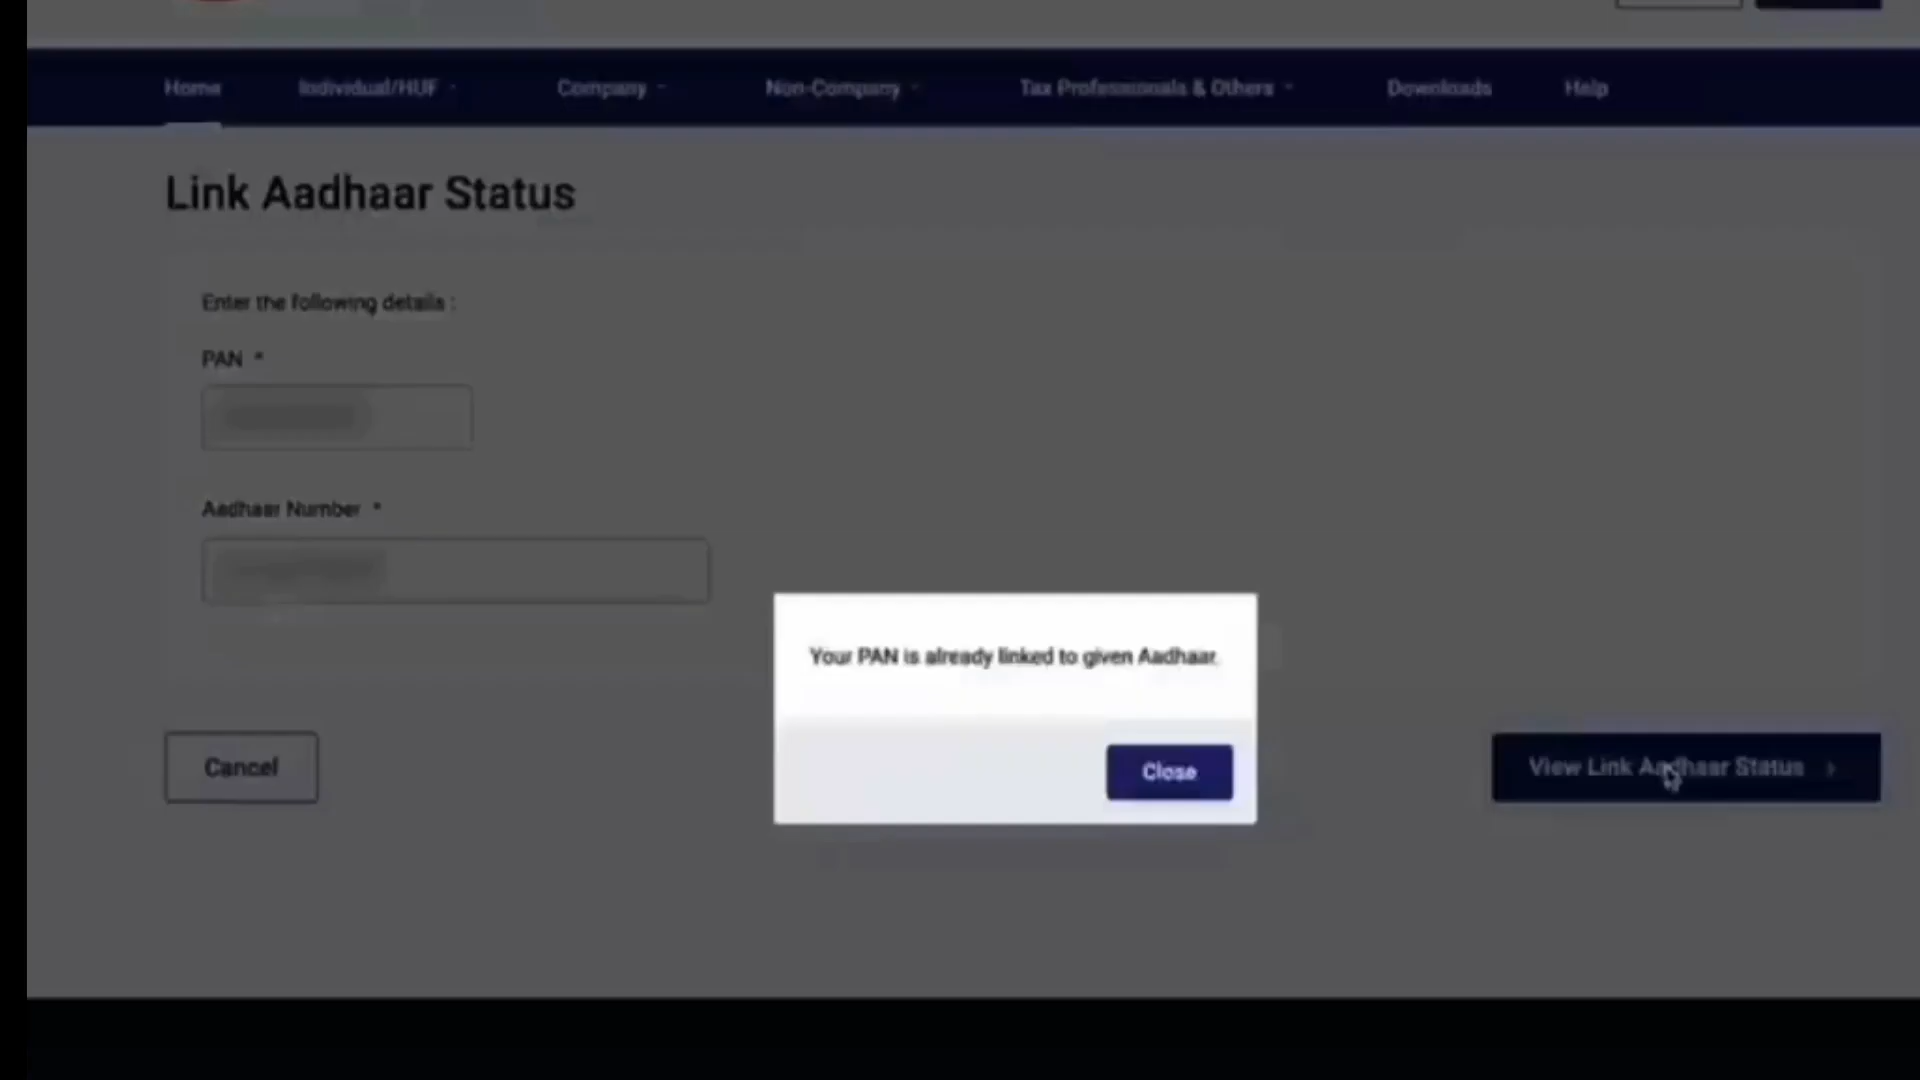 Home Individual/HUF Company Non-Company Tax Professionals & Others Downloads Help
Link Aadhaar Status
Enter the following details :
PAN *
Aadhaar Number *
Your PAN is already linked to given Aadhaar.
Close
Cancel
View Link Aadhaar Status >